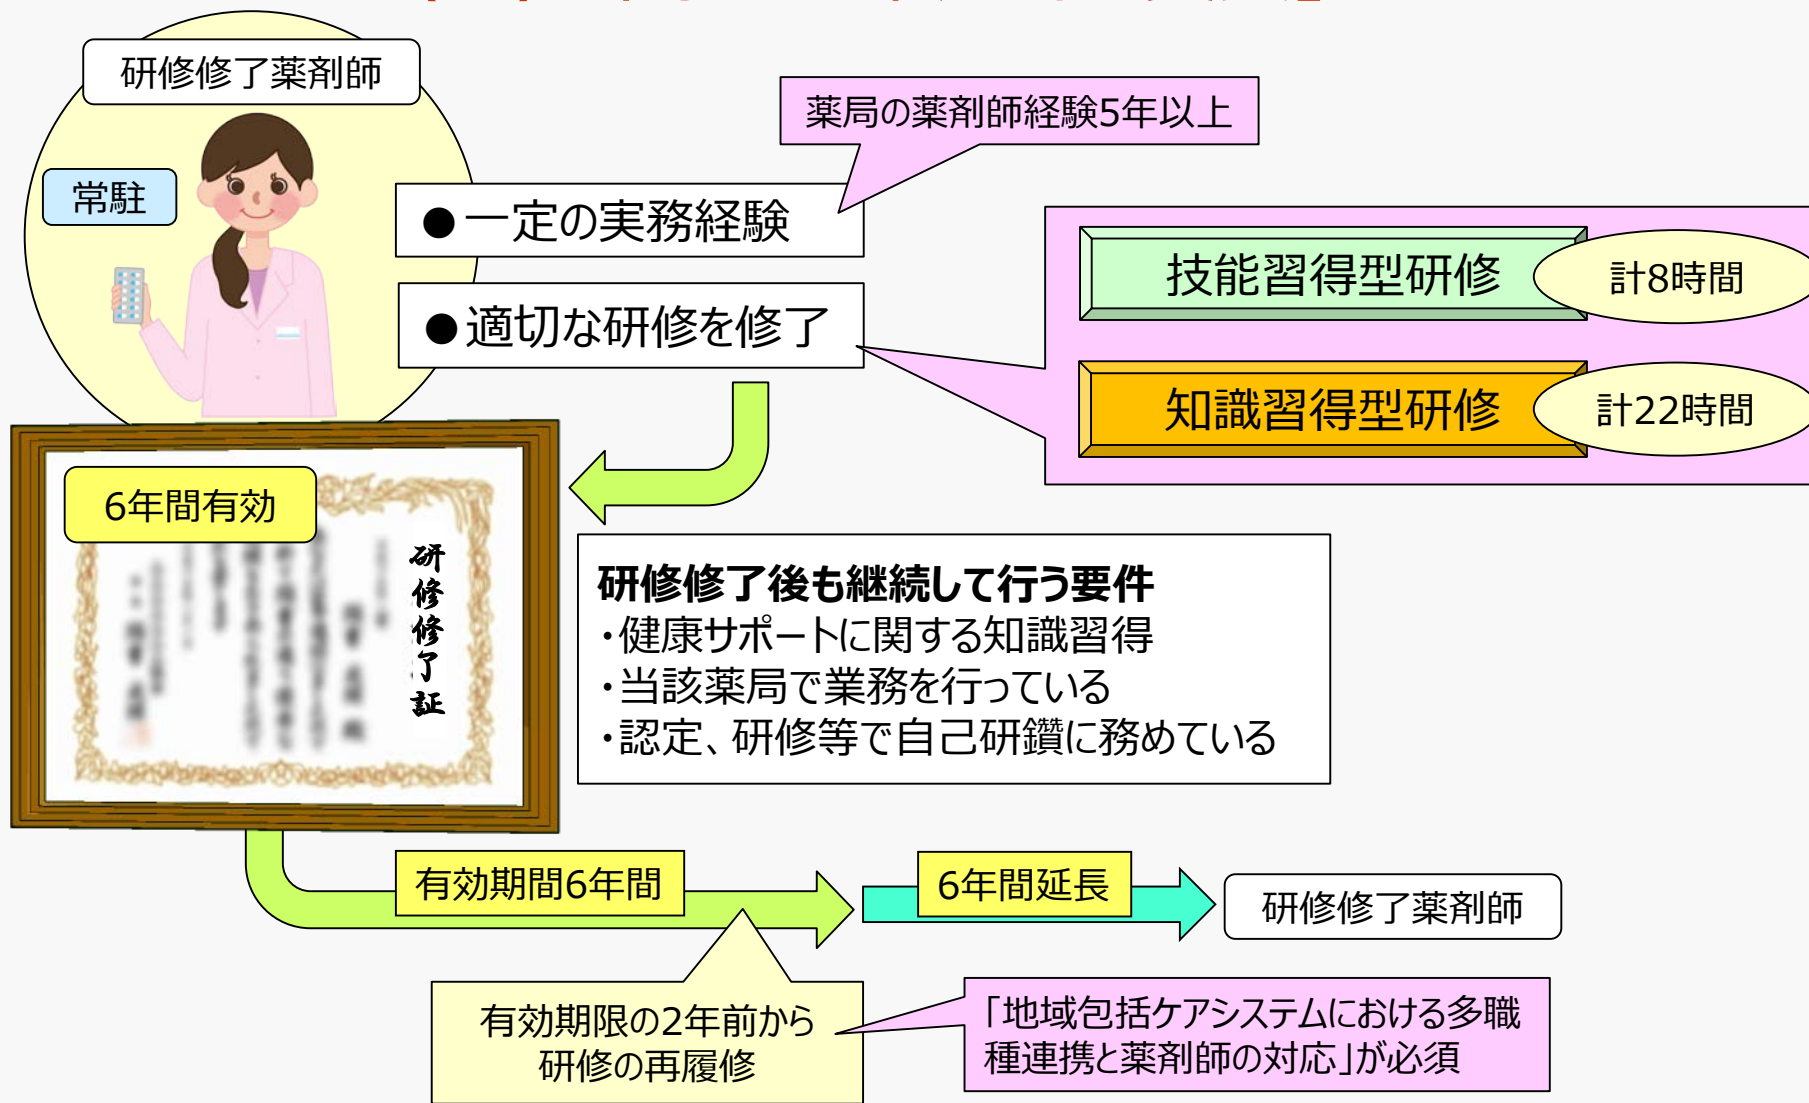 研修修了薬剤師
常駐
薬局の薬剤師経験5年以上
●一定の実務経験
●適切な研修を修了
技能習得型研修
計8時間
知識習得型研修
計22時間
6年間有効
研修修了証
研修修了後も継続して行う要件
・健康サポートに関する知識習得
・当該薬局で業務を行っている
・認定、研修等で自己研鑽に務めている
有効期間6年間
6年間延長
研修修了薬剤師
有効期限の2年前から
研修の再履修
「地域包括ケアシステムにおける多職
種連携と薬剤師の対応」が必須